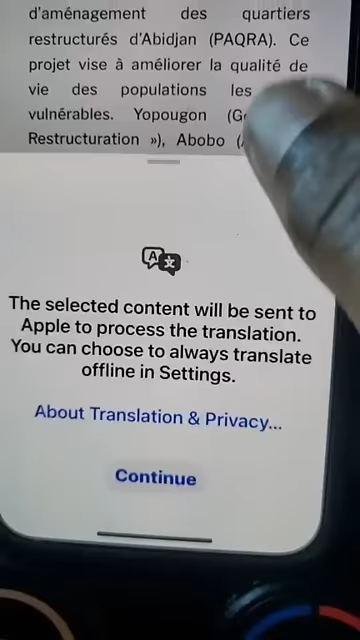 d'aménagement des quartiers
restructurés d'Abidjan (PAQRA). Ce
projet vise à améliorer la qualité de
vie des populations les
vulnérables. Yopougon
Restructuration »), Abobo
The selected content will be sent to
Apple to process the translation.
You can choose to always translate
offline in Settings.
About Translation & Privacy...
Continue